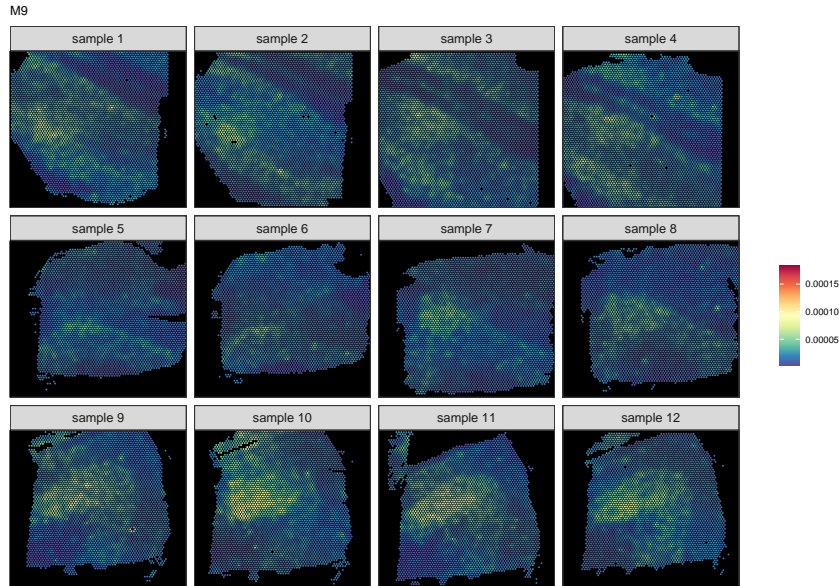 M9
sample 1
sample 2
sample 3
sample 4
sample 5
sample 6
sample 7
sample 8
0.00015
0.00010
0.00005
sample 9
sample 10
sample 11
sample 12